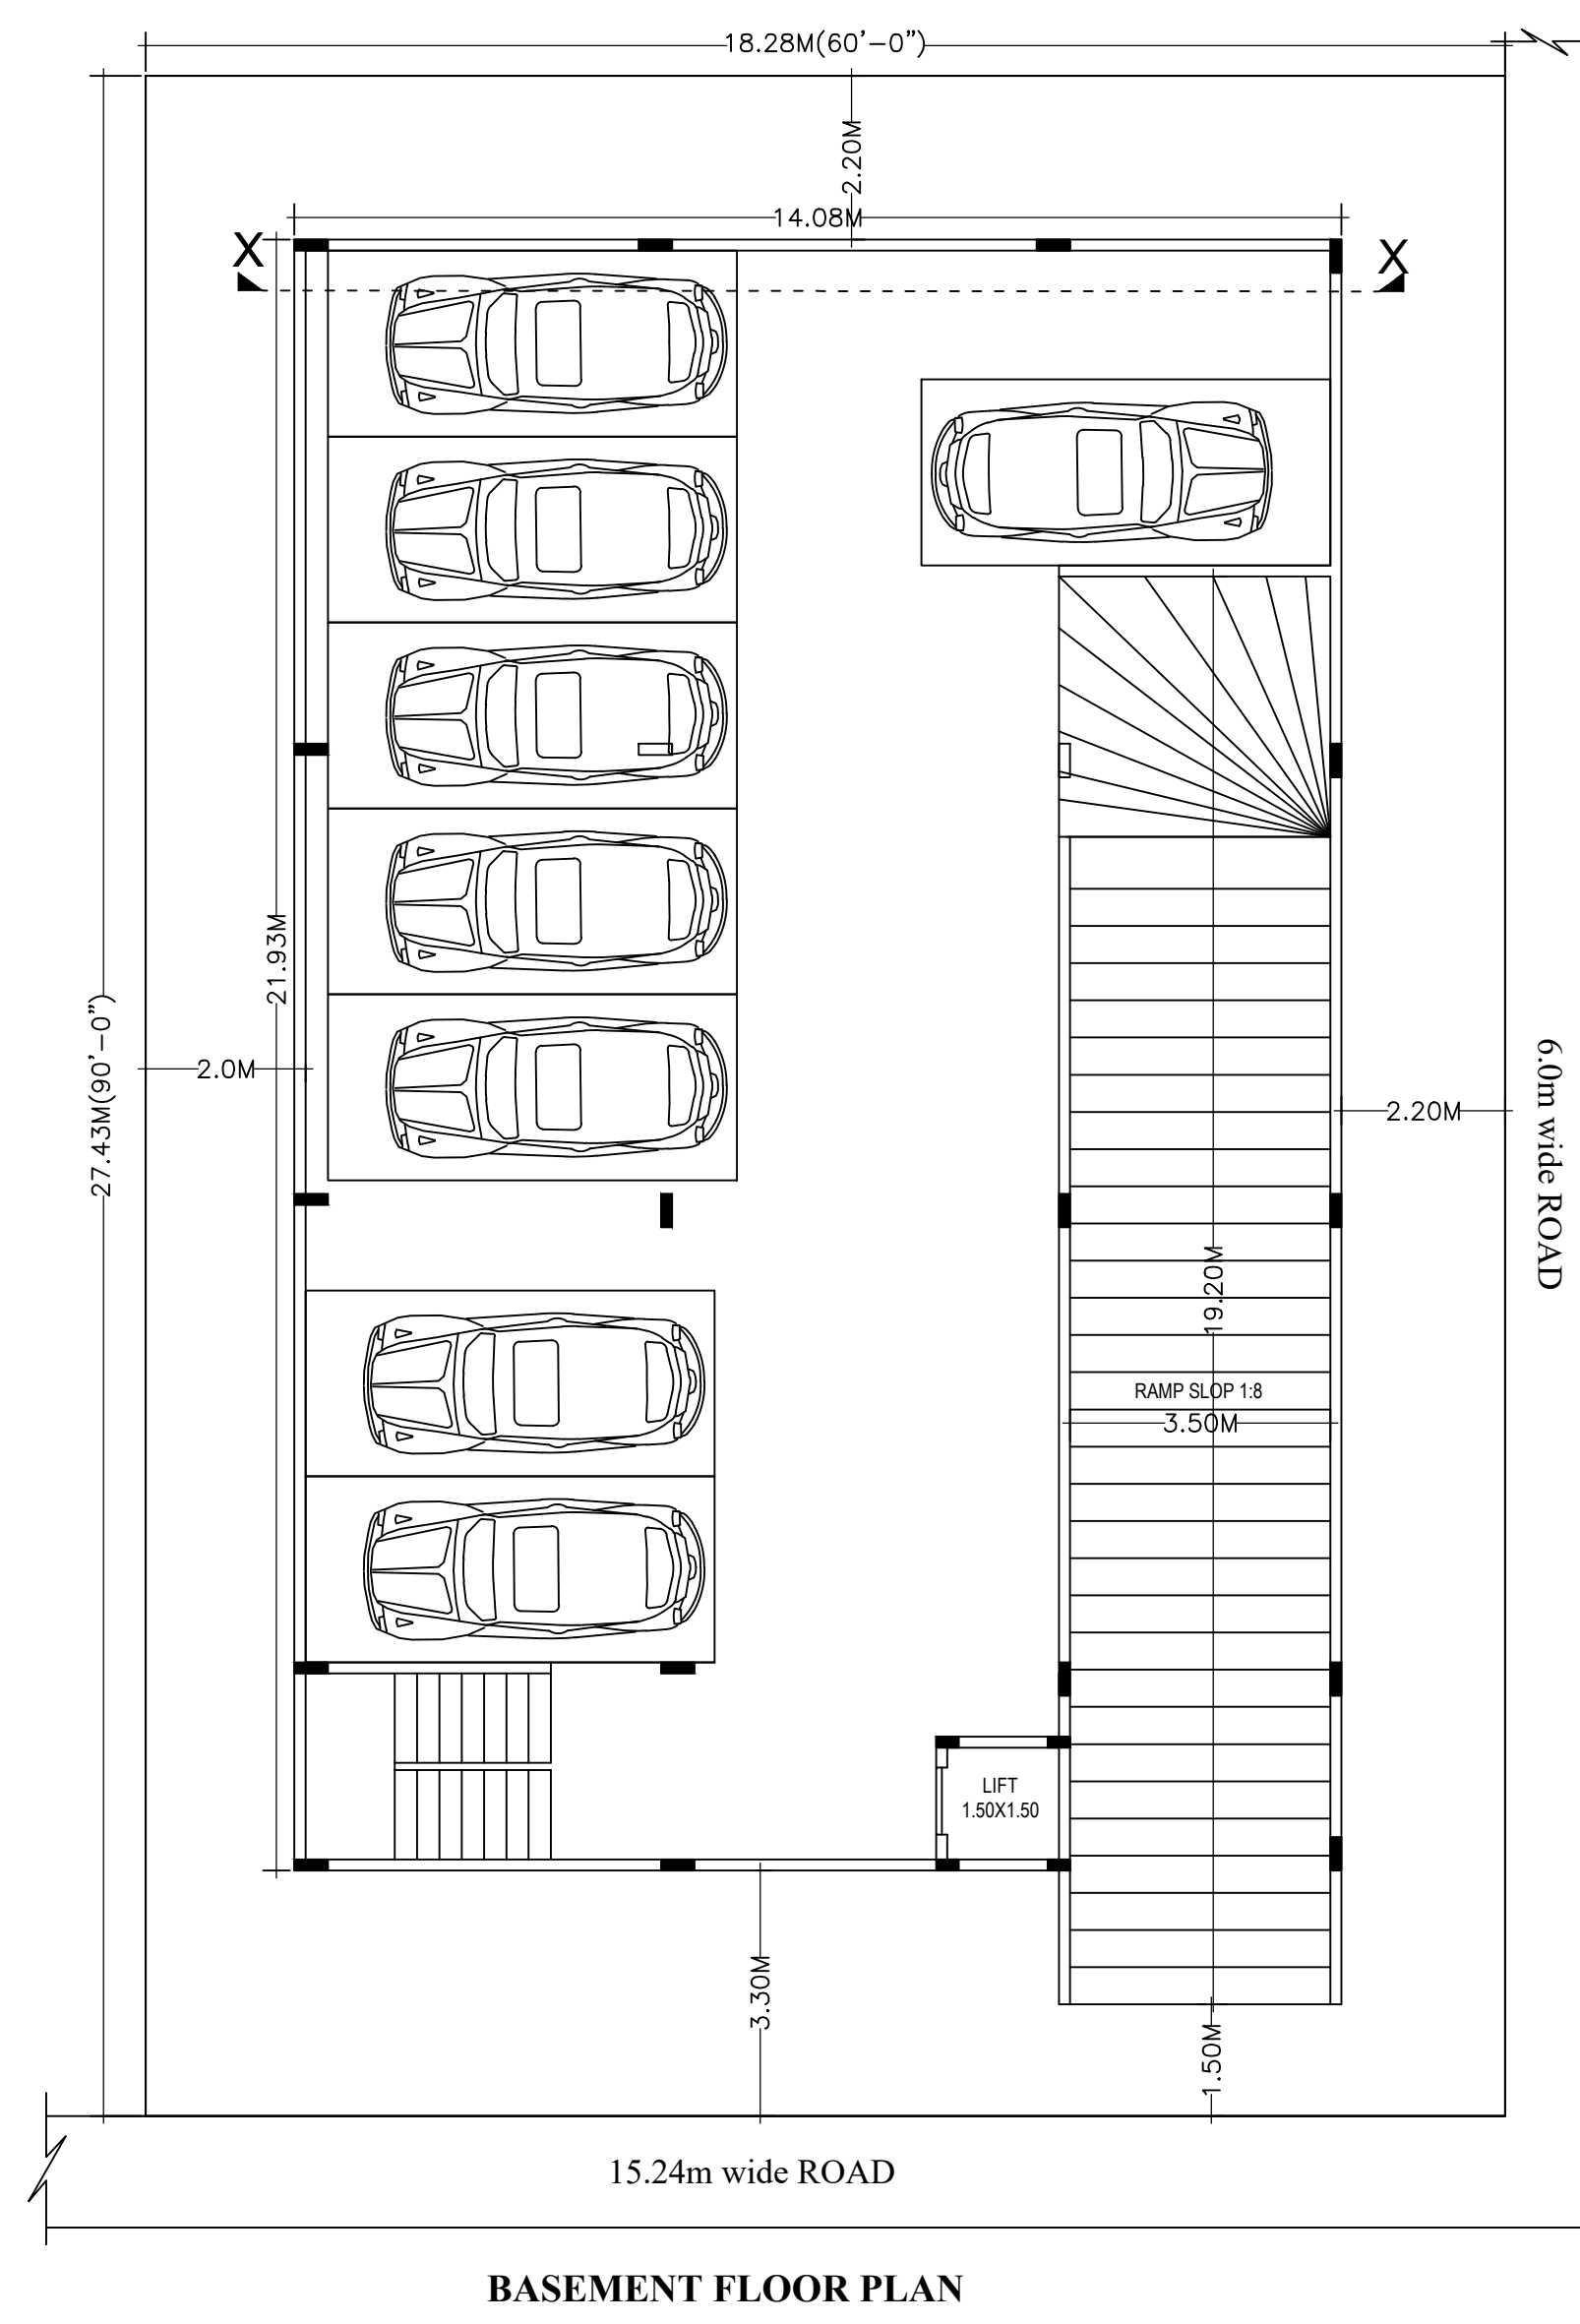 18.28M(60'-0")
2.20M
14.08M
X
X
21.93M
27.43M(90'-0")
2.0M
2.20M
6.0m wide ROAD
19.20M
RAMP SLOP 1:8
3.50M
LIFT
1.50X1.50
3.30M
1.50M
15.24m wide ROAD
BASEMENT FLOOR PLAN